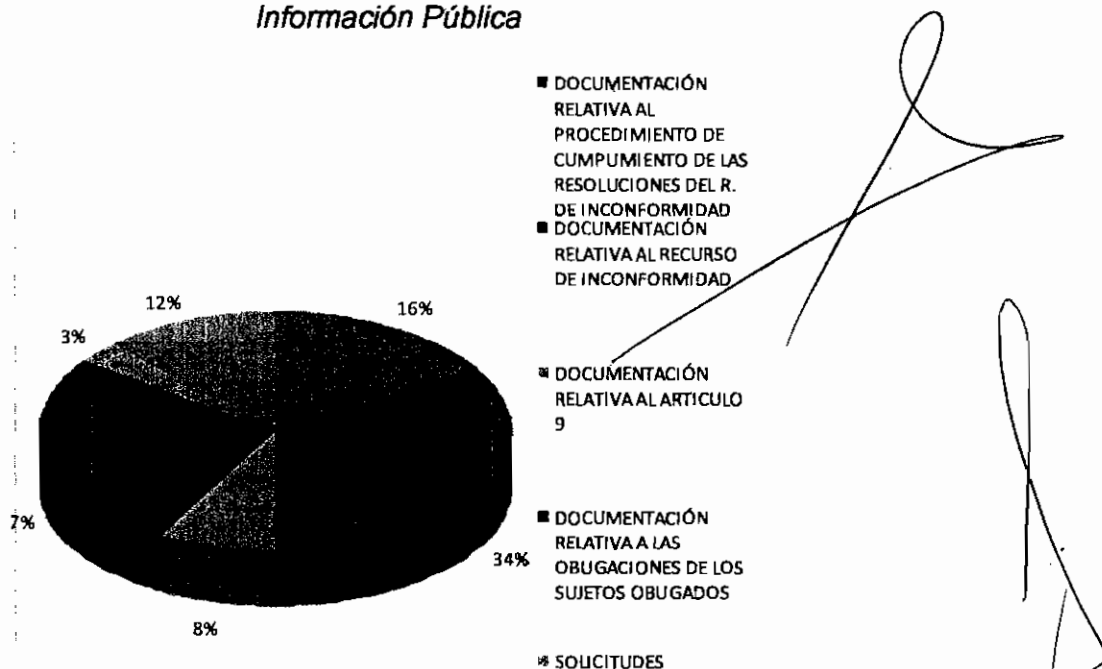 Información Pública
DOCUMENTACIÓN
RELATIVA AL
PROCEDIMIENTO DE
CUMPUMIENTO DE LAS
RESOLUCIONES DEL R.
DE INCONFORMIDAD
DOCUMENTACIÓN
RELATIVA AL RECURSO
DE INCONFORMIDAD
DOCUMENTACIÓN
RELATIVA AL ARTICULO
9
DOCUMENTACIÓN
RELATIVA A LAS
OBUGACIONES DE LOS
SUJETOS OBUGADOS
SOLICITUDES
12%
16%
3%
7%
34%
8%